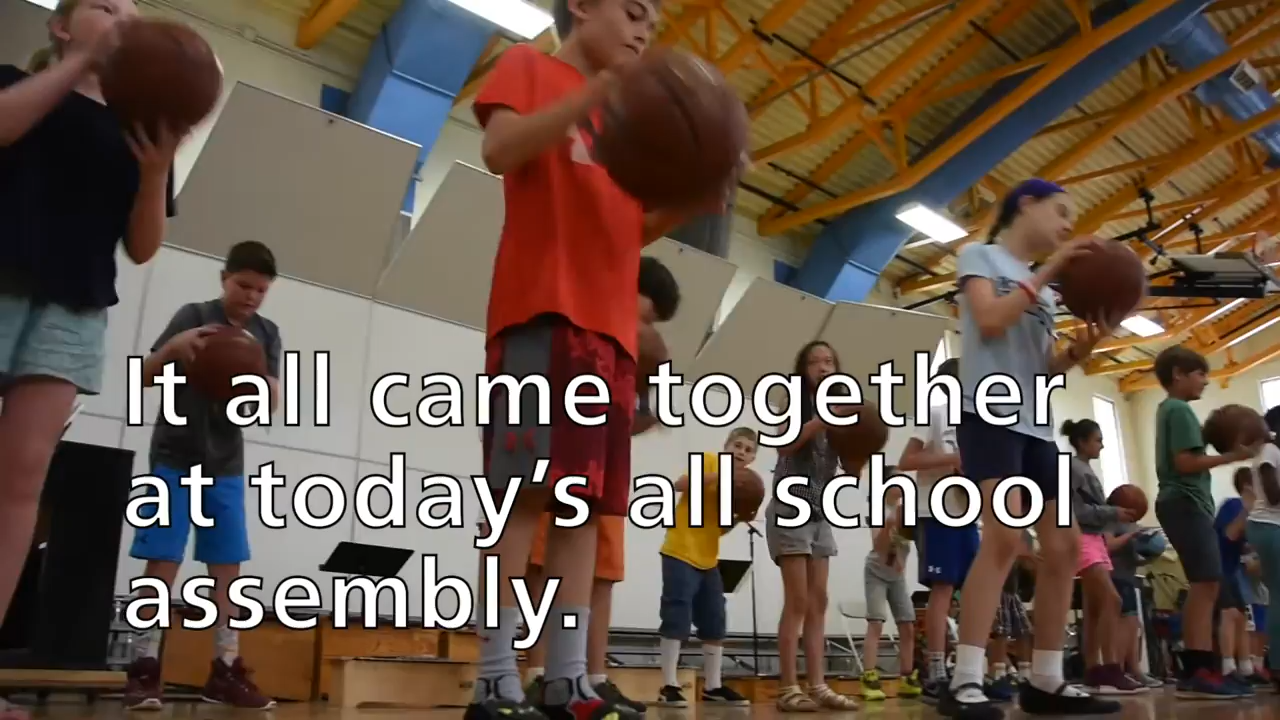 It all came together
at today’s all school
assembly.